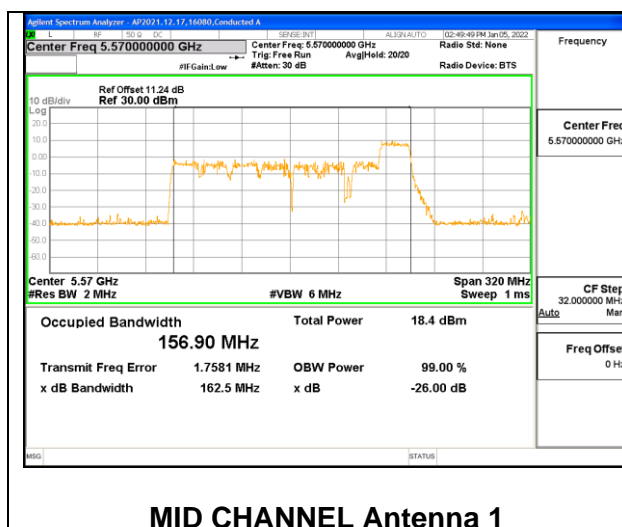 Agilent Spectrum Analyzer - AP2021.12.17,16080,Conducted A
L RF 50 Ω DC SENSE:INT ALIGN AUTO 02:49:49 PM Jan 05, 2022
Center Freq 5.570000000 GHz
Center Freq: 5.570000000 GHz
Radio Std: None
Trig: Free Run Avg|Hold: 20/20
#IFGain:Low #Atten: 30 dB Radio Device: BTS
Frequency
Ref Offset 11.24 dB
10 dB/div Ref 30.00 dBm
Log
20.0
10.0
0.00
-10.0
-20.0
-30.0
-40.0
-50.0
-60.0
Center Freq
5.570000000 GHz
Center 5.57 GHz Span 320 MHz
#Res BW 2 MHz #VBW 6 MHz Sweep 1 ms
CF Step
32.000000 MHz
Auto Man
Occupied Bandwidth Total Power 18.4 dBm
156.90 MHz
Freq Offset
0 Hz
Transmit Freq Error 1.7581 MHz OBW Power 99.00 %
x dB Bandwidth 162.5 MHz x dB -26.00 dB
MSG STATUS
MID CHANNEL Antenna 1